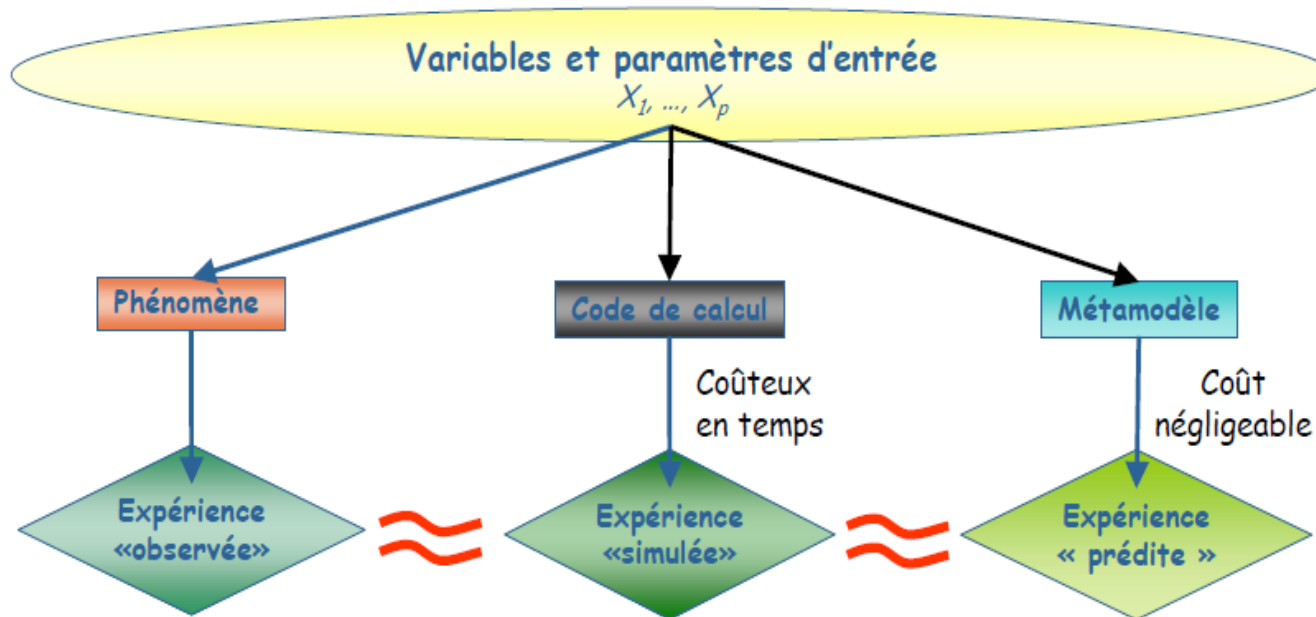 Variables et paramètres d'entrée
X1, ..., Xp
Phénomène
Code de calcul
Métamodèle
Coûteux
en temps
Coût
négligeable
Expérience
«observée»
Expérience
«simulée»
Expérience
« prédite »